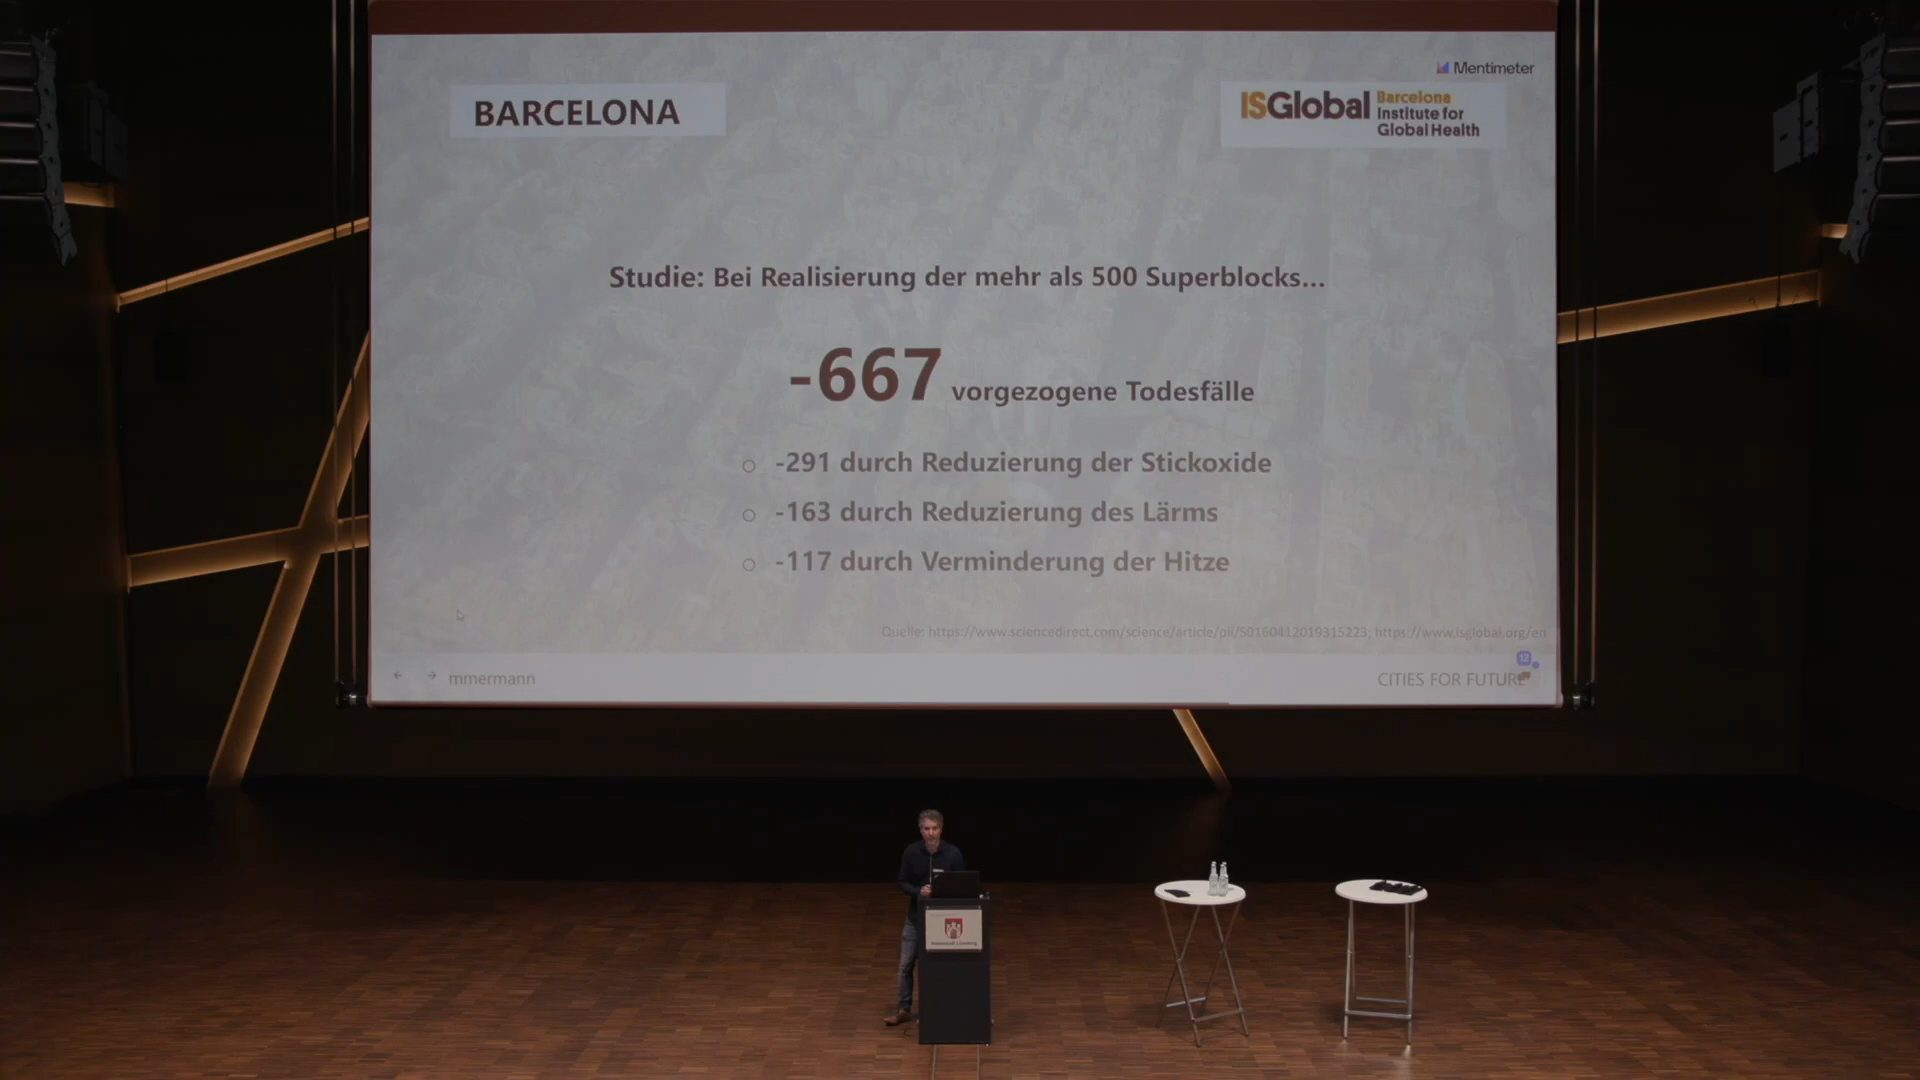 Mentimeter
BARCELONA
ISGlobal Barcelona
Institute for
Global Health
Studie: Bei Realisierung der mehr als 500 Superblocks...
-667 vorgezogene Todesfälle
-291 durch Reduzierung der Stickoxide
-163 durch Reduzierung des Lärms
-117 durch Verminderung der Hitze
Quelle: https://www.sciencedirect.com/science/article/pii/S0160412019315223; https://www.isglobal.org/en
12
mmermann
CITIES FOR FUTURE